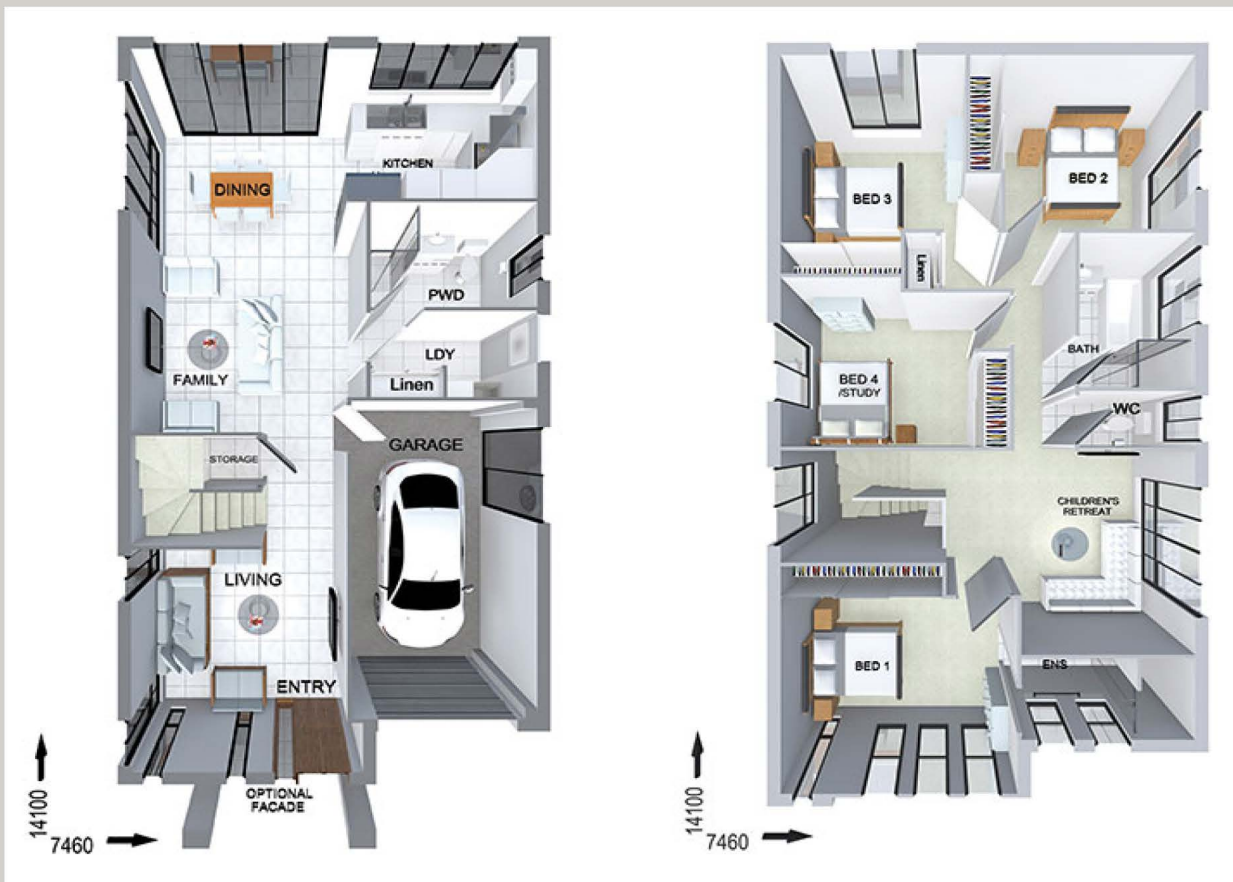 KITCHEN
DINING
PWD
LDY
Linen
FAMILY
GARAGE
STORAGE
LIVING
ENTRY
OPTIONAL
FACADE
14100
7460
BED 3
BED 2
Linen
BATH
BED 4
/STUDY
WC
CHILDREN'S
RETREAT
BED 1
ENS
14100
7460